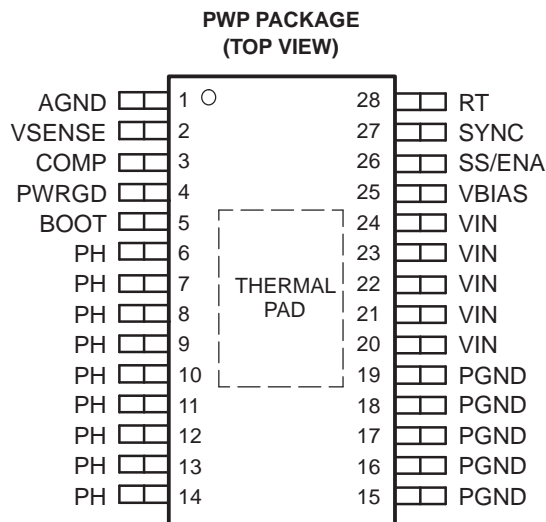 PWP PACKAGE
(TOP VIEW)
AGND 1 28 RT
VSENSE 2 27 SYNC
COMP 3 26 SS/ENA
PWRGD 4 25 VBIAS
BOOT 5 24 VIN
PH 6 23 VIN
PH 7 22 VIN
PH 8 21 VIN
PH 9 20 VIN
PH 10 19 PGND
PH 11 18 PGND
PH 12 17 PGND
PH 13 16 PGND
PH 14 15 PGND
THERMAL
PAD